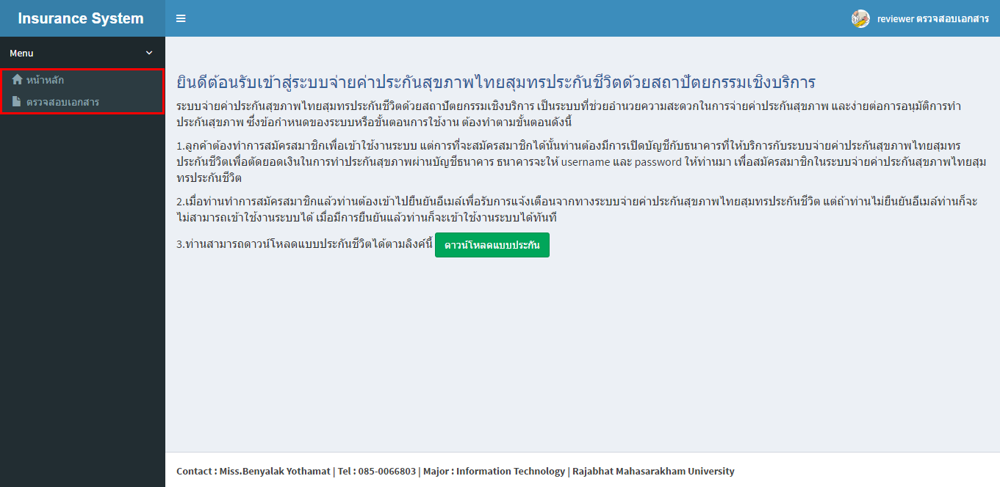 Insurance System
reviewer ตรวจสอบเอกสาร
Menu
หน้าหลัก
ตรวจสอบเอกสาร
ยินดีต้อนรับเข้าสู่ระบบจ่ายค่าประกันสุขภาพไทยสุมทรประกันชีวิตด้วยสถาปัตยกรรมเชิงบริการ
ระบบจ่ายค่าประกันสุขภาพไทยสุมทรประกันชีวิตด้วยสถาปัตยกรรมเชิงบริการ เป็นระบบที่ช่วยอำนวยความสะดวกในการจ่ายค่าประกันสุขภาพ และง่ายต่อการอนุมัติการทำ
ประกันสุขภาพ ซึ่งข้อกำหนดของระบบหรือขั้นตอนการใช้งาน ต้องทำตามขั้นตอนดังนี้
1.ลูกค้าต้องทำการสมัครสมาชิกเพื่อเข้าใช้งานระบบ แต่การที่จะสมัครสมาชิกได้นั้นท่านต้องมีการเปิดบัญชีกับธนาคารที่ให้บริการกับระบบจ่ายค่าประกันสุขภาพไทยสุมทร
ประกันชีวิตเพื่อตัดยอดเงินในการทำประกันสุขภาพผ่านบัญชีธนาคาร ธนาคารจะให้ username และ password ให้ท่านมา เพื่อสมัครสมาชิกในระบบจ่ายค่าประกันสุขภาพไทยสุม
ทรประกันชีวิต
2.เมื่อท่านทำการสมัครสมาชิกแล้วท่านต้องเข้าไปยืนยันอีเมล์เพื่อรับการแจ้งเตือนจากทางระบบจ่ายค่าประกันสุขภาพไทยสุมทรประกันชีวิต แต่ถ้าท่านไม่ยืนยันอีเมล์ท่านก็จะ
ไม่สามารถเข้าใช้งานระบบได้ เมื่อมีการยืนยันแล้วท่านก็จะเข้าใช้งานระบบได้ทันที
3.ท่านสามารถดาวน์โหลดแบบประกันชีวิตได้ตามลิงค์นี้ ดาวน์โหลดแบบประกัน
Contact : Miss.Benyalak Yothamat | Tel : 085-0066803 | Major : Information Technology | Rajabhat Mahasarakham University